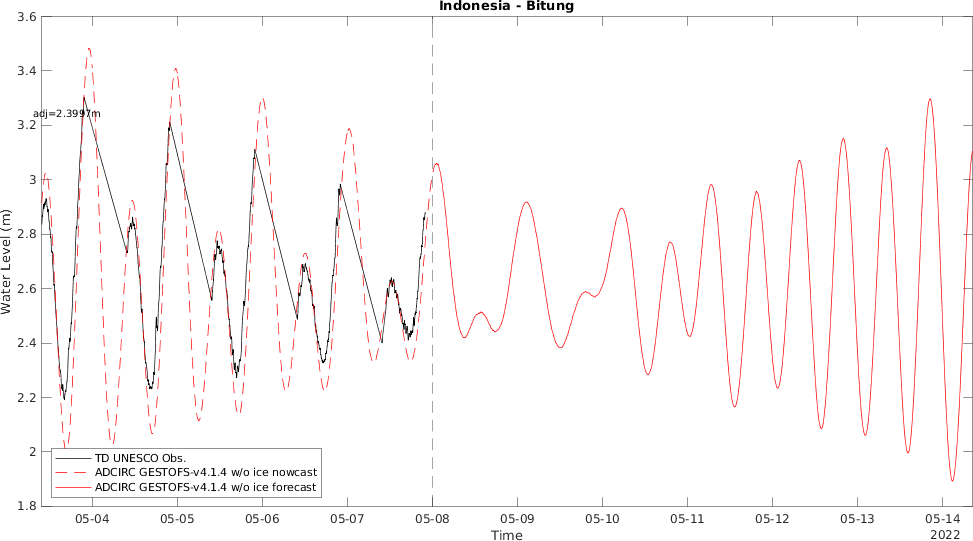 Indonesia - Bitung
3.6
3.4
3.2
3
2.8
2.6
2.4
2.2
2
1.8
Water Level (m)
adj=2.3997m
TD UNESCO Obs.
ADCIRC GESTOFS-v4.1.4 w/o ice nowcast
ADCIRC GESTOFS-v4.1.4 w/o ice forecast
05-04 05-05 05-06 05-07 05-08 05-09 05-10 05-11 05-12 05-13 05-14
Time 2022